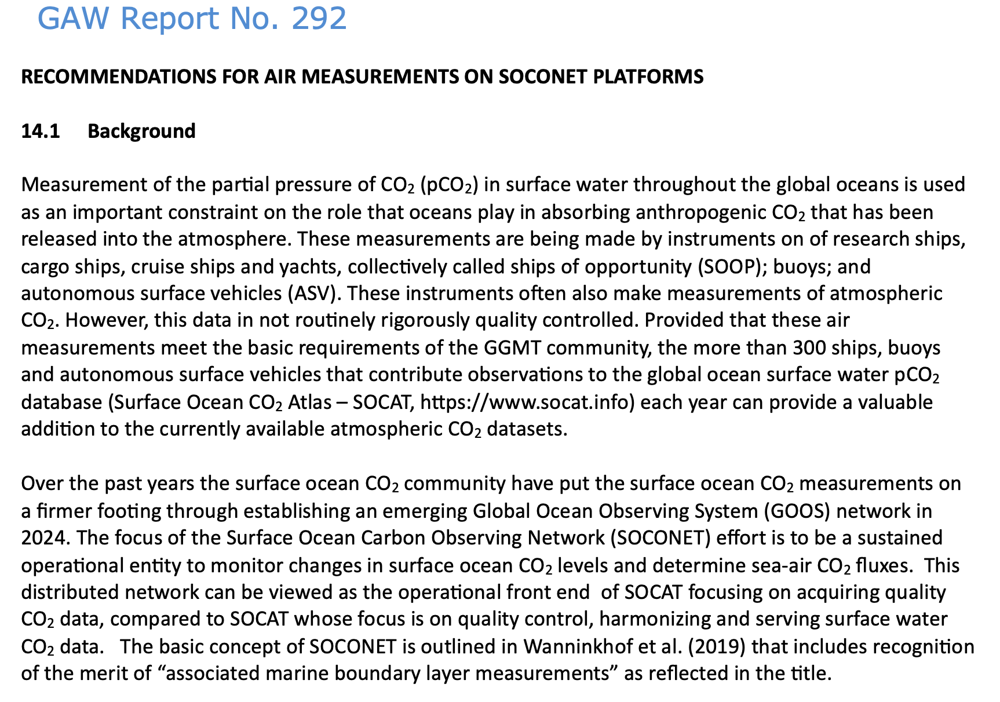 GAW Report No. 292
RECOMMENDATIONS FOR AIR MEASUREMENTS ON SOCONET PLATFORMS
14.1 Background
Measurement of the partial pressure of CO₂ (pCO₂) in surface water throughout the global oceans is used
as an important constraint on the role that oceans play in absorbing anthropogenic CO₂ that has been
released into the atmosphere. These measurements are being made by instruments on of research ships,
cargo ships, cruise ships and yachts, collectively called ships of opportunity (SOOP); buoys; and
autonomous surface vehicles (ASV). These instruments often also make measurements of atmospheric
CO₂. However, this data in not routinely rigorously quality controlled. Provided that these air
measurements meet the basic requirements of the GGMT community, the more than 300 ships, buoys
and autonomous surface vehicles that contribute observations to the global ocean surface water pCO₂
database (Surface Ocean CO₂ Atlas – SOCAT, https://www.socat.info) each year can provide a valuable
addition to the currently available atmospheric CO₂ datasets.
Over the past years the surface ocean CO₂ community have put the surface ocean CO₂ measurements on
a firmer footing through establishing an emerging Global Ocean Observing System (GOOS) network in
2024. The focus of the Surface Ocean Carbon Observing Network (SOCONET) effort is to be a sustained
operational entity to monitor changes in surface ocean CO₂ levels and determine sea-air CO₂ fluxes.  This
distributed network can be viewed as the operational front end  of SOCAT focusing on acquiring quality
CO₂ data, compared to SOCAT whose focus is on quality control, harmonizing and serving surface water
CO₂ data.   The basic concept of SOCONET is outlined in Wanninkhof et al. (2019) that includes recognition
of the merit of “associated marine boundary layer measurements” as reflected in the title.